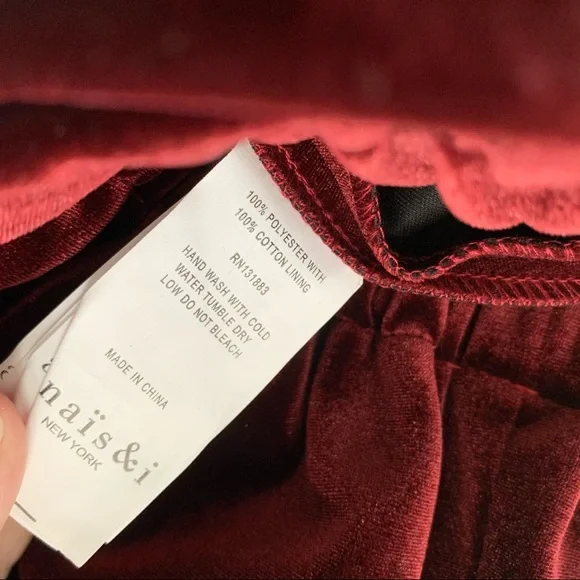 100% POLYESTER WITH
100% COTTON LINING
RN131883
HAND WASH WITH COLD
WATER TUMBLE DRY
LOW DO NOT BLEACH
MADE IN CHINA
naïs&i
NEW YORK